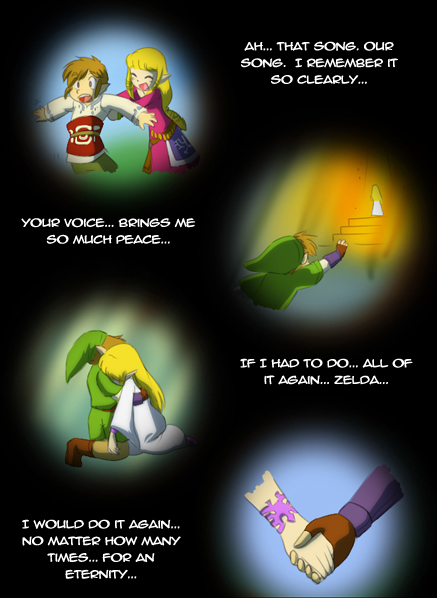 AH... THAT SONG. OUR
SONG. I REMEMBER IT
SO CLEARLY...
YOUR VOICE... BRINGS ME
SO MUCH PEACE...
IF I HAD TO DO... ALL OF
IT AGAIN... ZELDA...
I WOULD DO IT AGAIN...
NO MATTER HOW MANY
TIMES... FOR AN
ETERNITY...